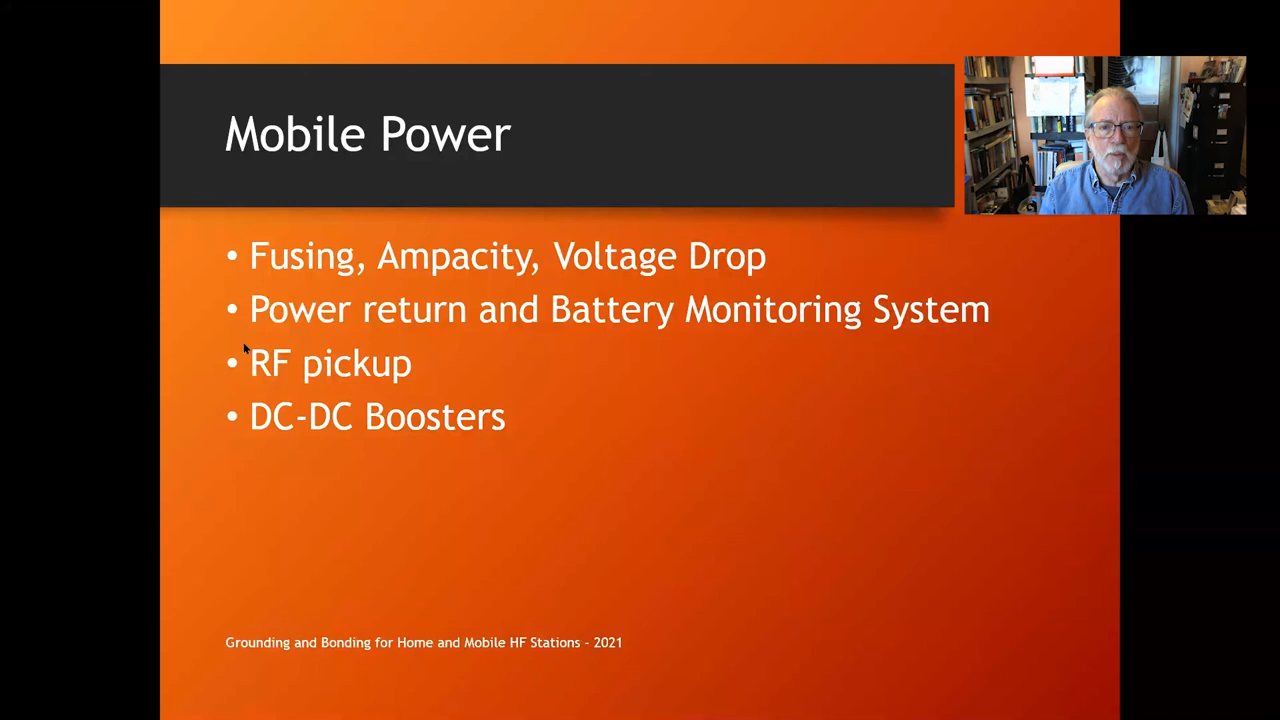 Mobile Power
• Fusing, Ampacity, Voltage Drop
• Power return and Battery Monitoring System
• RF pickup
• DC-DC Boosters
Grounding and Bonding for Home and Mobile HF Stations - 2021